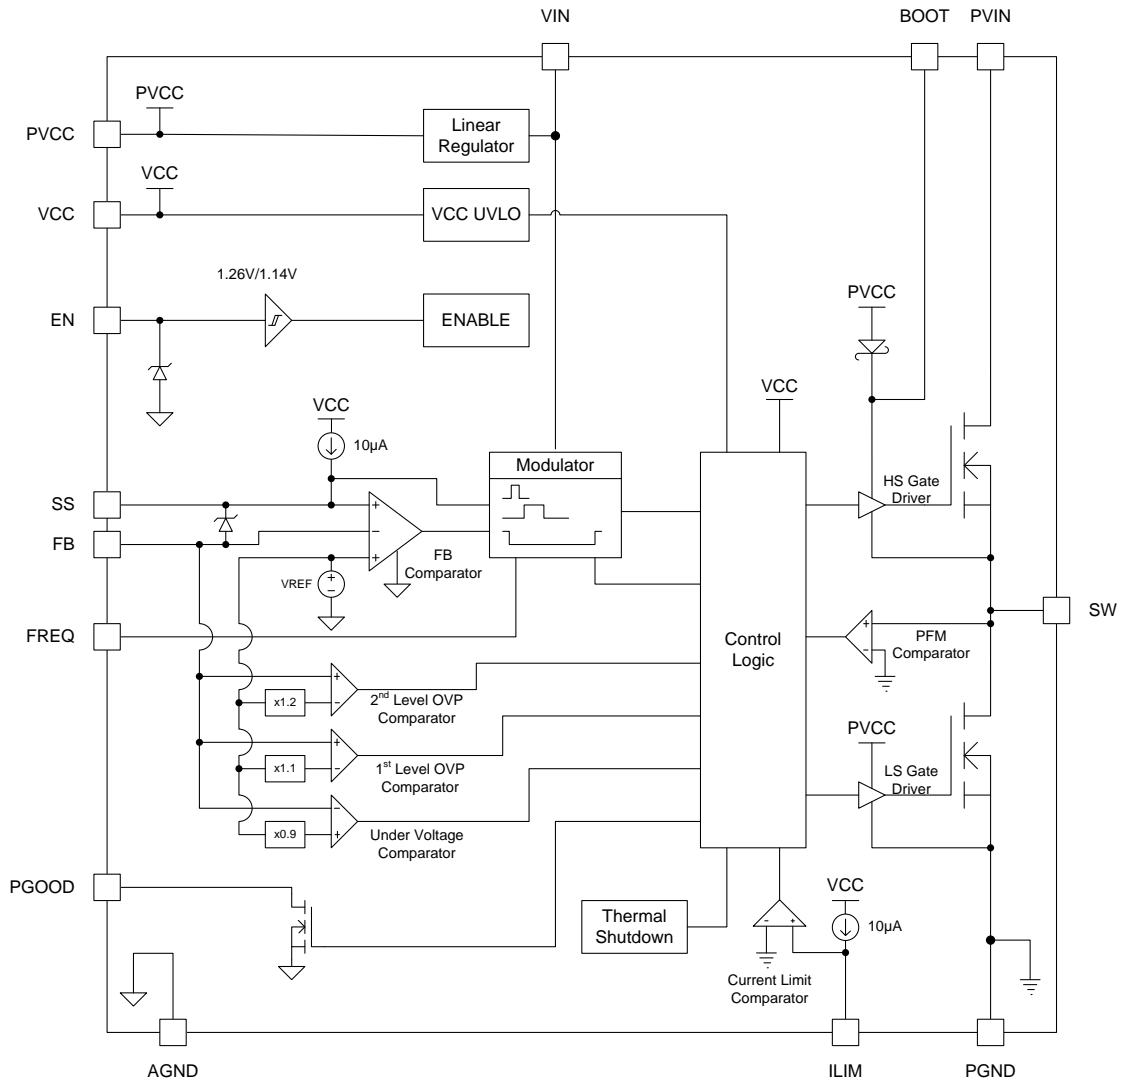 VIN
BOOT
PVIN
PVCC
PVCC
Linear
Regulator
VCC
VCC
VCC UVLO
1.26V/1.14V
EN
ENABLE
PVCC
VCC
VCC
10µA
Modulator
SS
FB
HS Gate
Driver
FB
Comparator
VREF
FREQ
SW
Control
Logic
PFM
Comparator
x1.2
2nd Level OVP
Comparator
PVCC
x1.1
1st Level OVP
Comparator
LS Gate
Driver
x0.9
Under Voltage
Comparator
PGOOD
VCC
Thermal
Shutdown
10µA
Current Limit
Comparator
AGND
ILIM
PGND